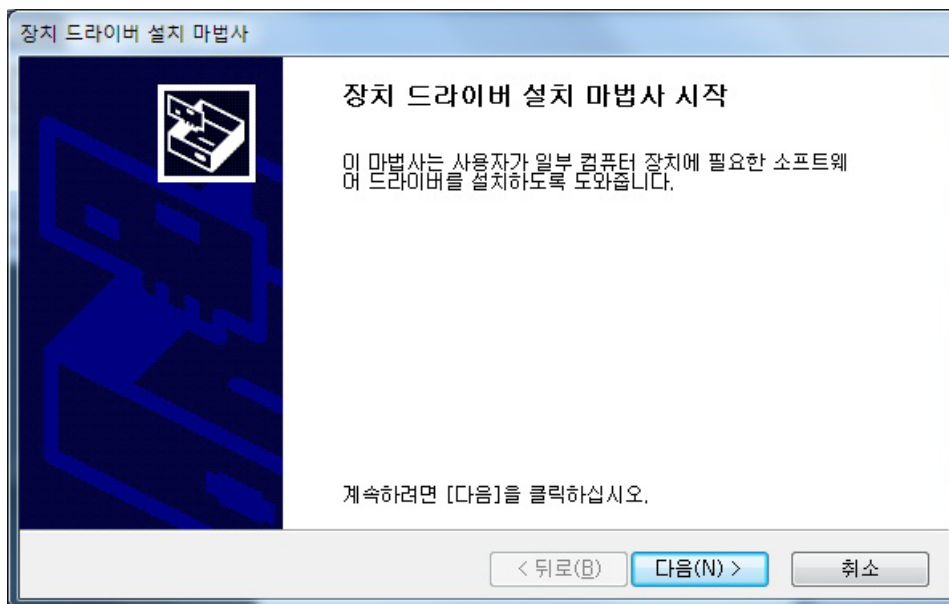 장치 드라이버 설치 마법사
장치 드라이버 설치 마법사 시작
이 마법사는 사용자가 일부 컴퓨터 장치에 필요한 소프트웨
어 드라이버를 설치하도록 도와줍니다.
계속하려면 [다음]을 클릭하십시오.
< 뒤로(B) 다음(N) > 취소